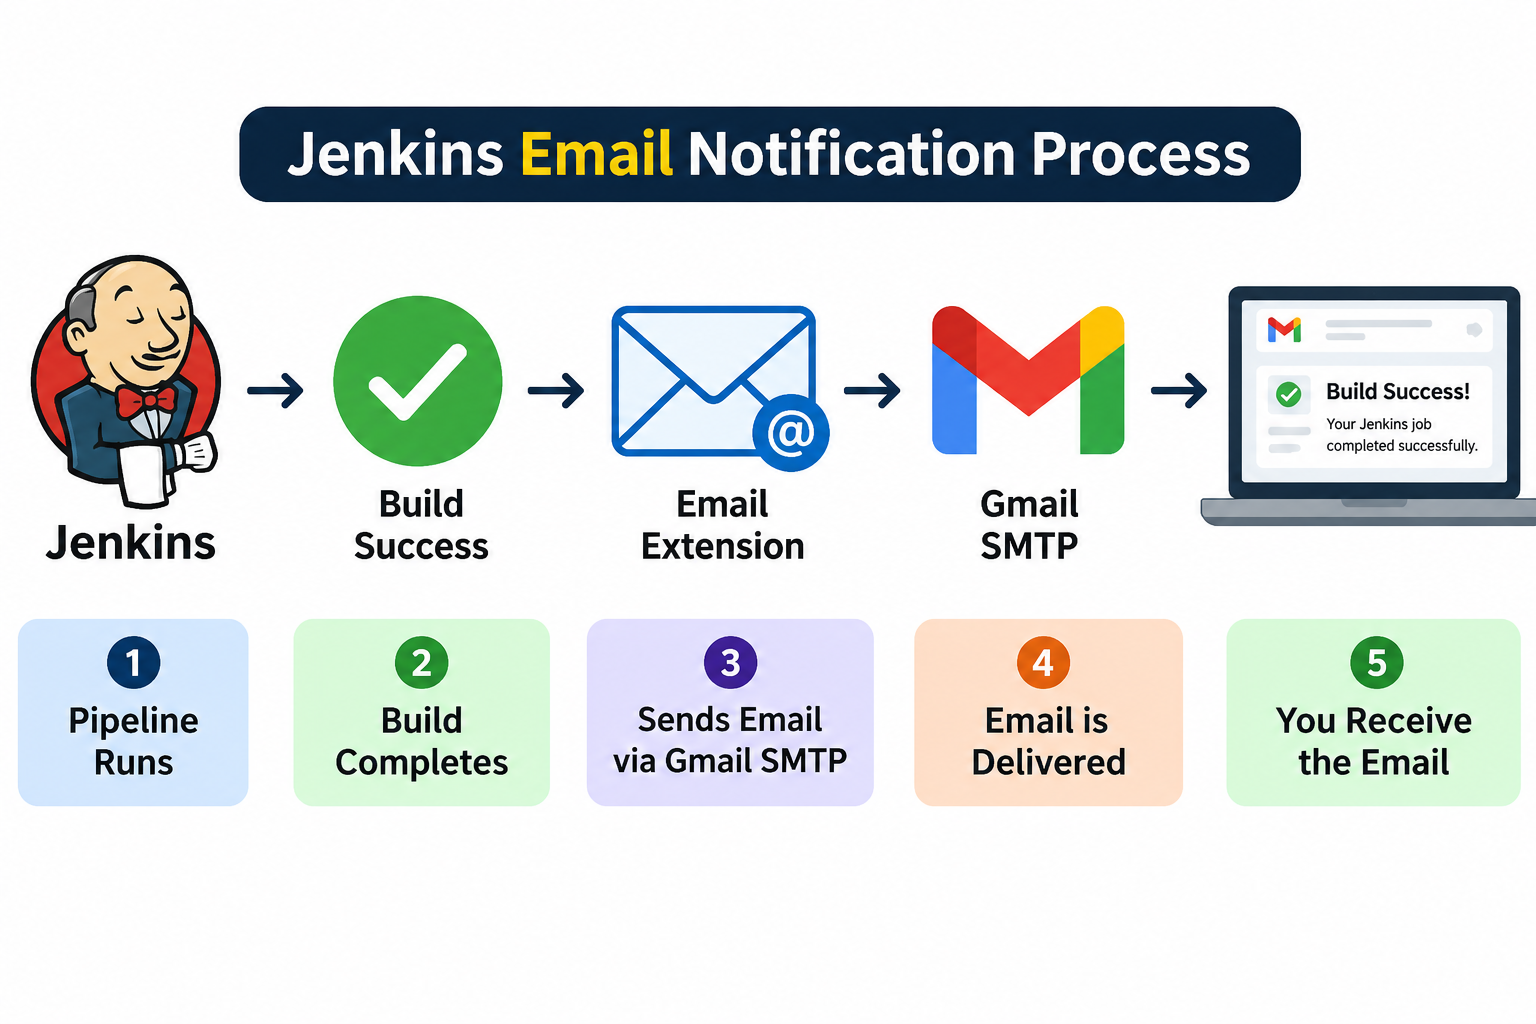 Jenkins Email Notification Process
Jenkins
Build
Success
@
Email
Extension
Gmail
SMTP
Build Success!
Your Jenkins job
completed successfully.
1
Pipeline
Runs
2
Build
Completes
3
Sends Email
via Gmail SMTP
4
Email is
Delivered
5
You Receive
the Email